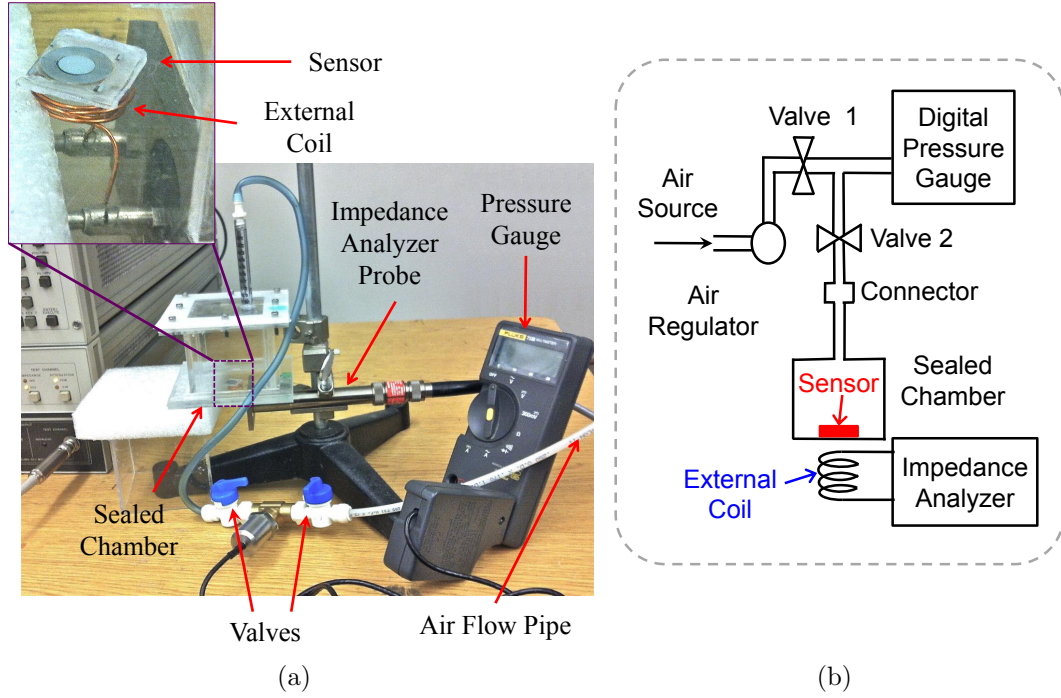 Sensor
External
Coil
Impedance
Analyzer
Probe
Pressure
Gauge
FLUKE
Sealed
Chamber
Valves
Air Flow Pipe
(a)
Valve 1
Digital
Pressure
Gauge
Air
Source
Valve 2
Air
Regulator
Connector
Sensor
Sealed
Chamber
External
Coil
Impedance
Analyzer
(b)